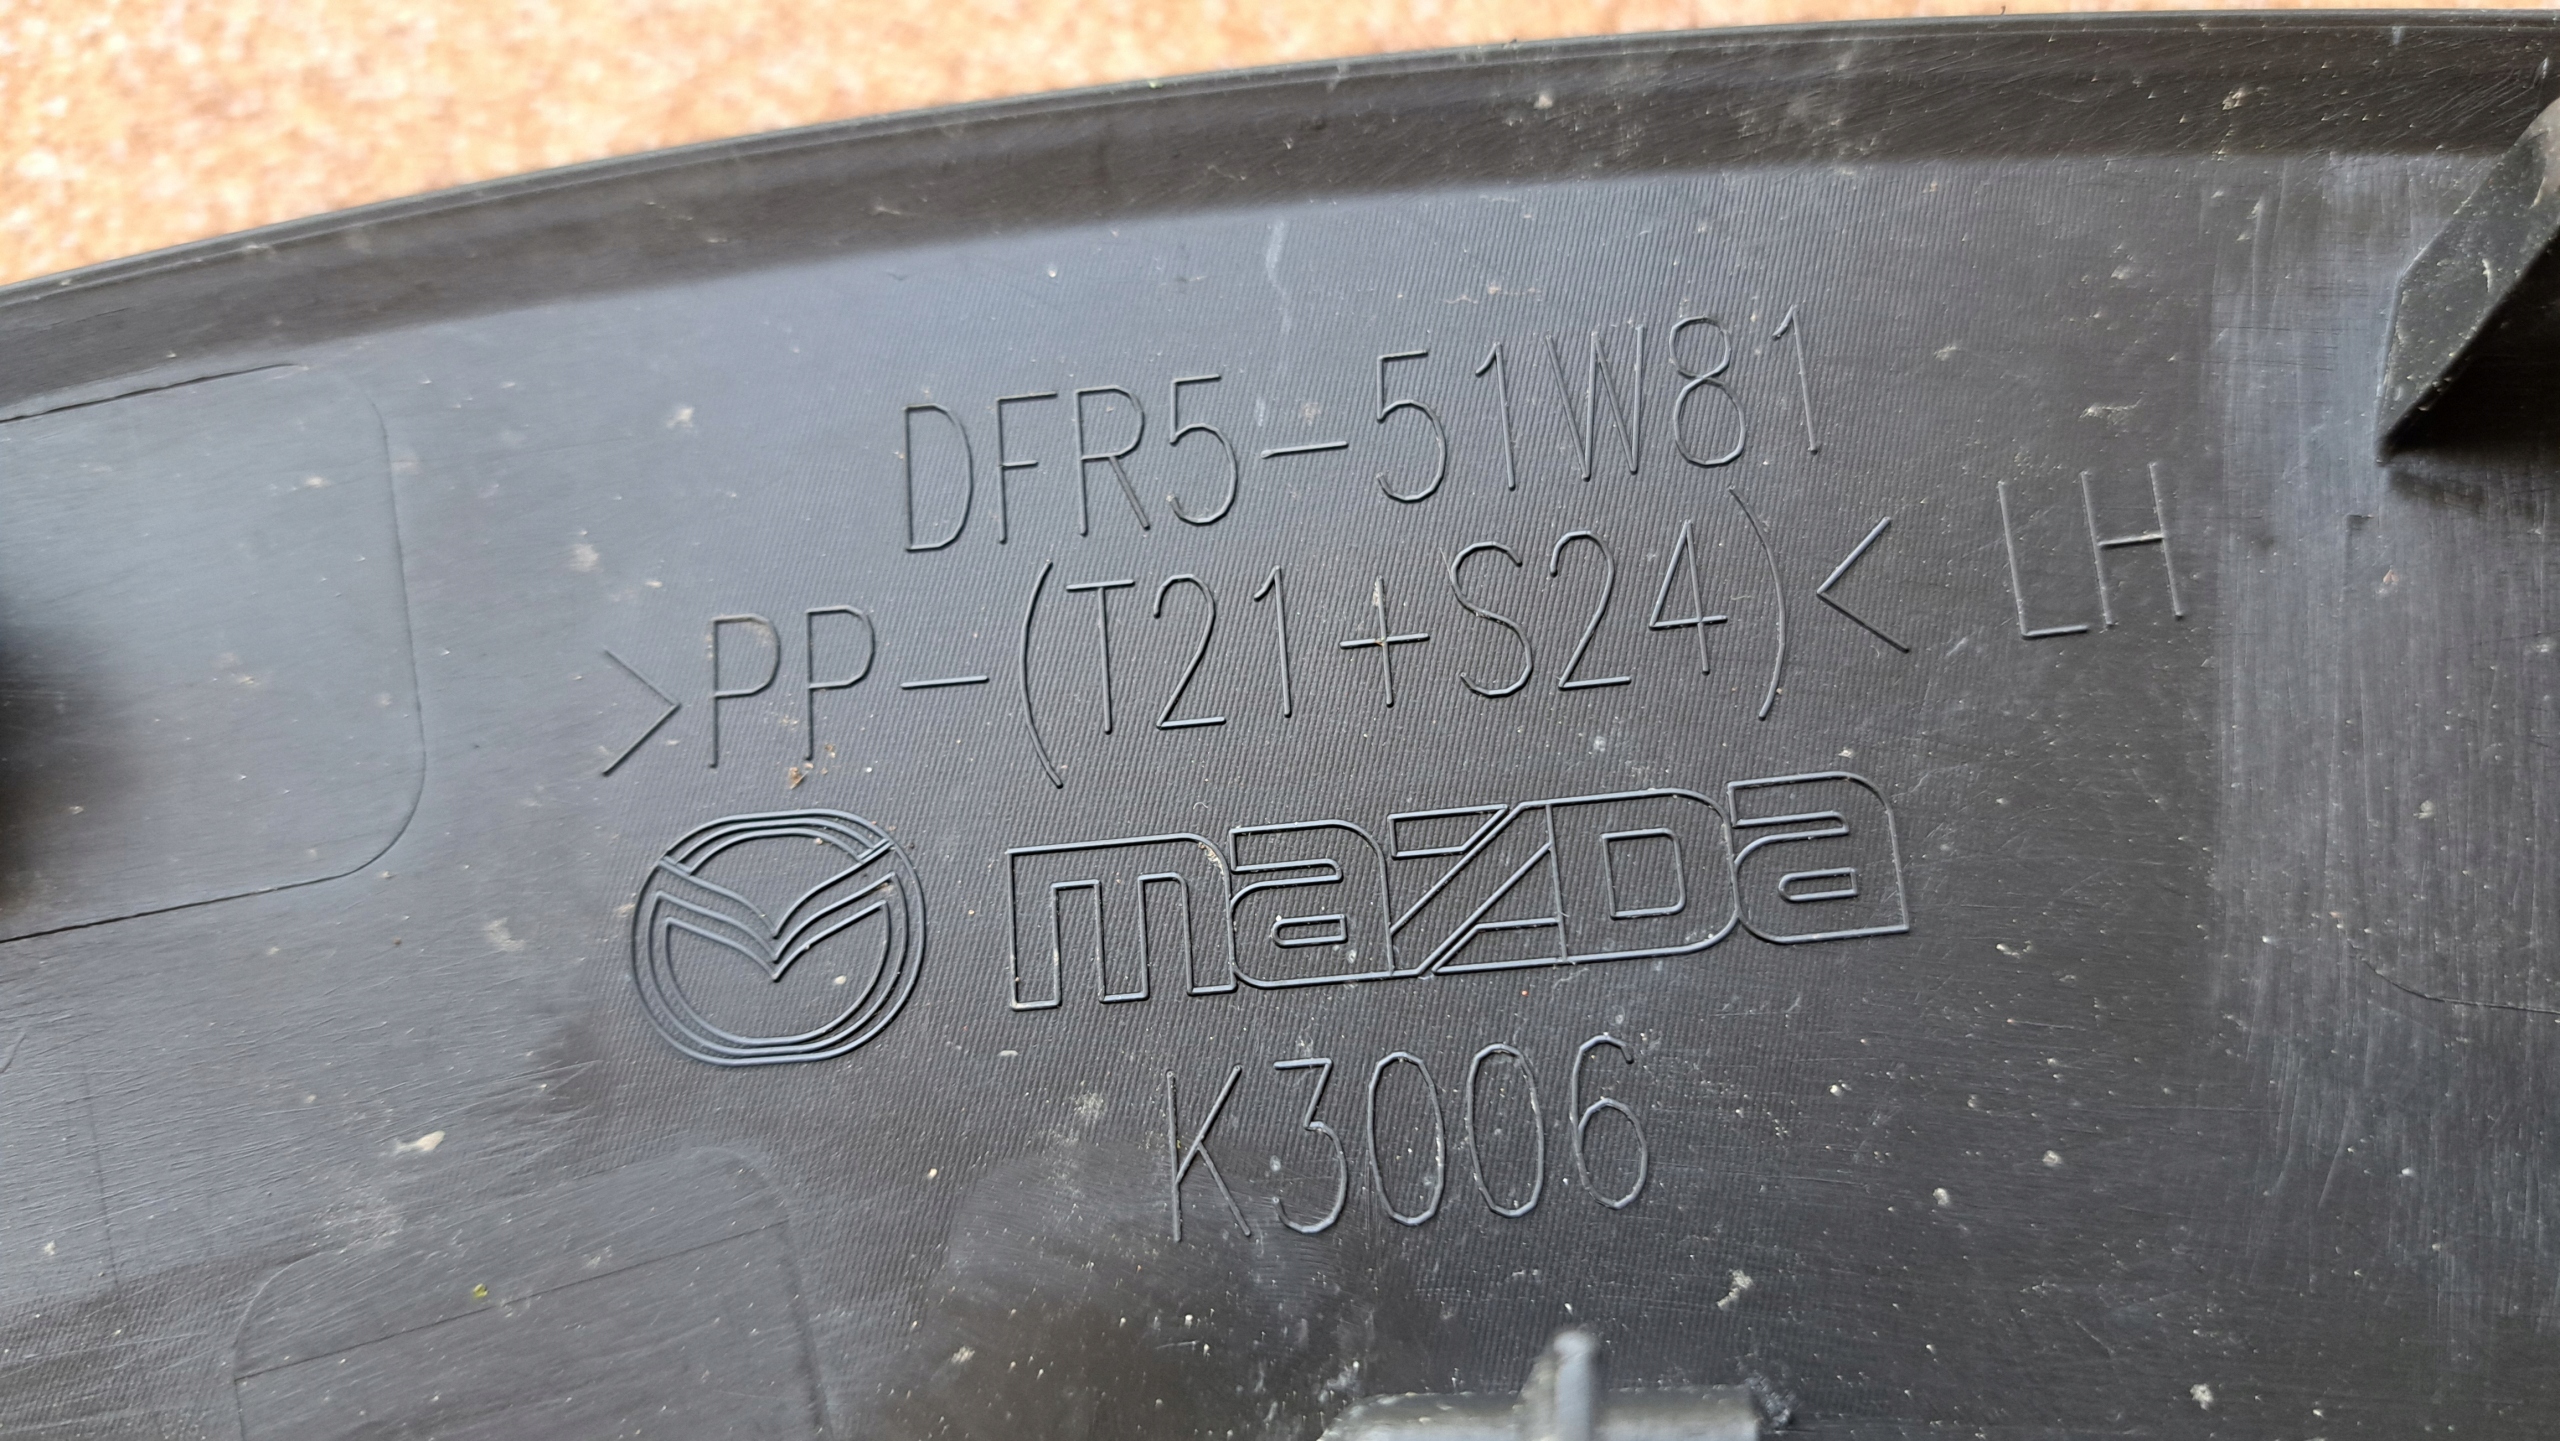 DFR5-51W81
>PP-(T21+S24)< LH
mazda
K3006